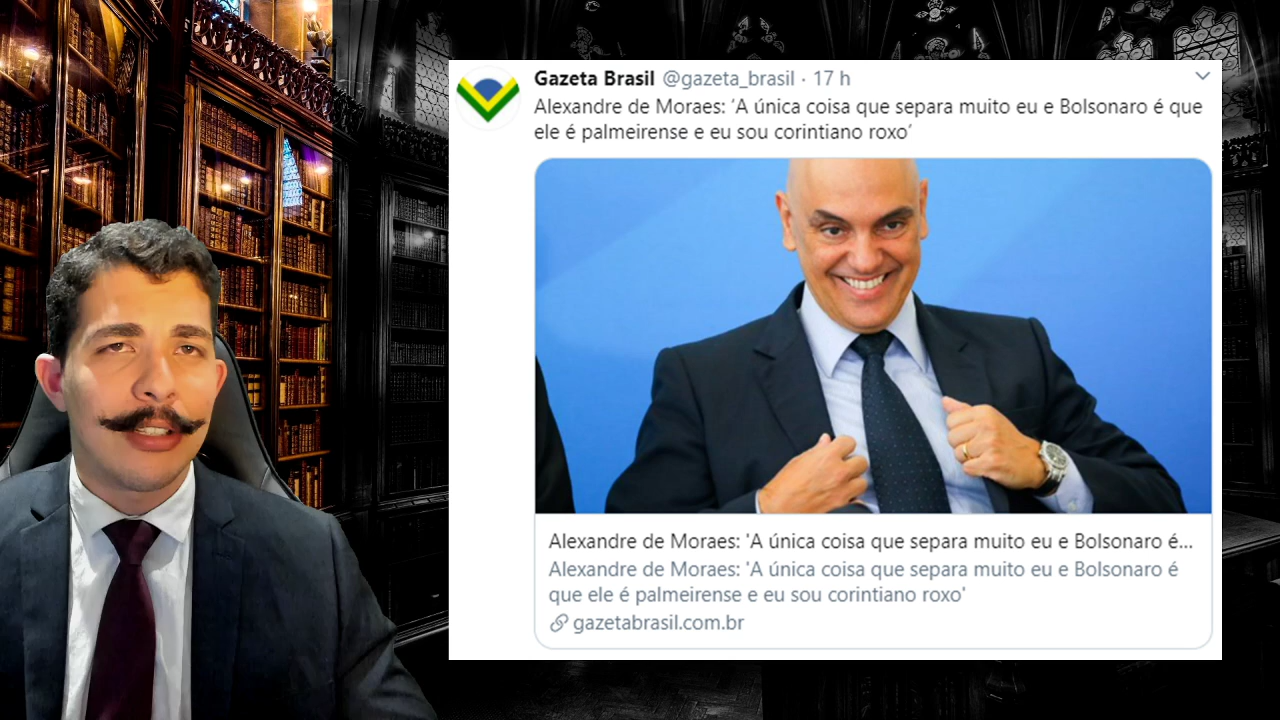 Gazeta Brasil @gazeta_brasil · 17 h
Alexandre de Moraes: ‘A única coisa que separa muito eu e Bolsonaro é que
ele é palmeirense e eu sou corintiano roxo’
Alexandre de Moraes: 'A única coisa que separa muito eu e Bolsonaro é...
Alexandre de Moraes: 'A única coisa que separa muito eu e Bolsonaro é
que ele é palmeirense e eu sou corintiano roxo'
gazetabrasil.com.br